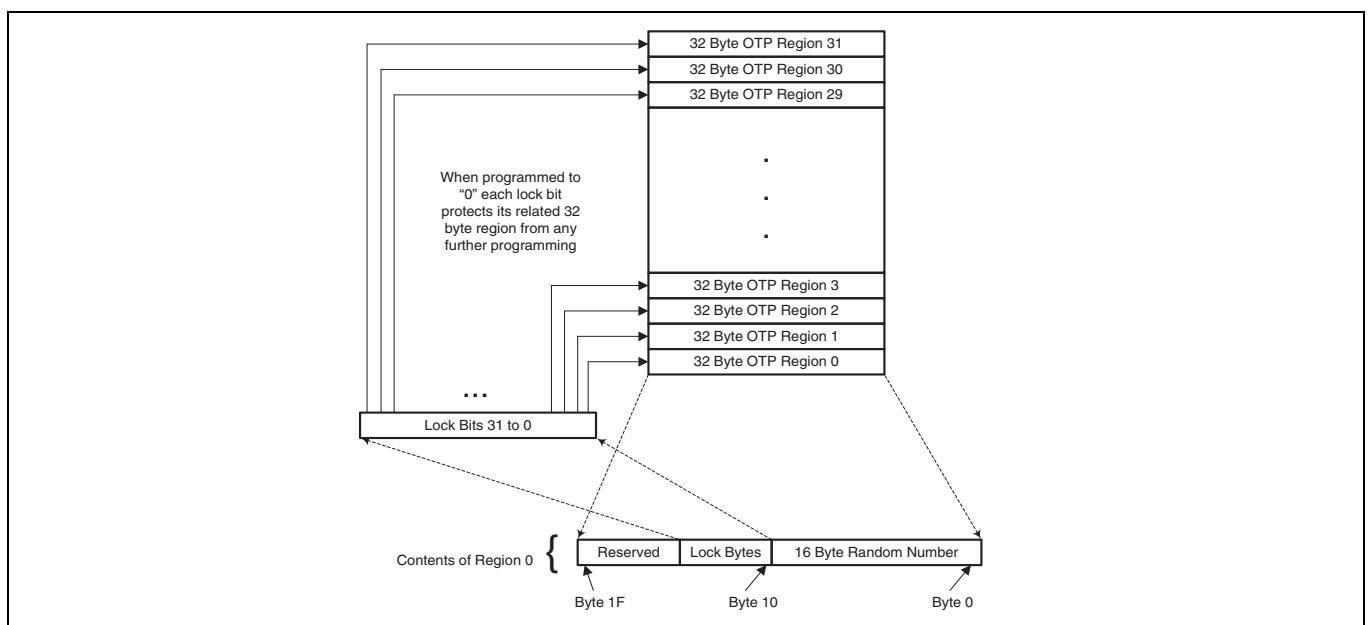 32 Byte OTP Region 31
32 Byte OTP Region 30
32 Byte OTP Region 29
.
.
.
When programmed to
“0” each lock bit
protects its related 32
byte region from any
further programming
32 Byte OTP Region 3
32 Byte OTP Region 2
32 Byte OTP Region 1
32 Byte OTP Region 0
...
Lock Bits 31 to 0
Contents of Region 0 {
Reserved
Lock Bytes
16 Byte Random Number
Byte 1F
Byte 10
Byte 0